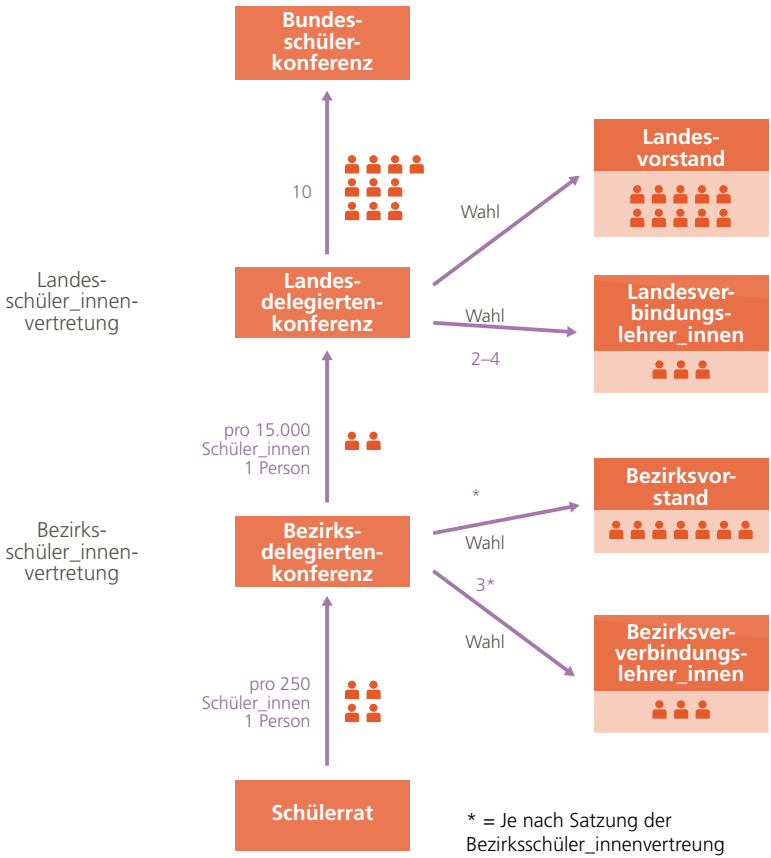 Bundes-
schüler-
konferenz
10
Wahl
Landes-
vorstand
Landes-
schüler_innen-
vertretung
Landes-
delegierten-
konferenz
Wahl
2–4
Landesver-
bindungs-
lehrer_innen
pro 15.000
Schüler_innen
1 Person
Bezirks-
schüler_innen-
vertretung
Bezirks-
delegierten-
konferenz
*
Wahl
Bezirksvor-
stand
3*
Wahl
Bezirksver-
verbindungs-
lehrer_innen
pro 250
Schüler_innen
1 Person
Schülerrat
* = Je nach Satzung der
Bezirksschüler_innenvertreung